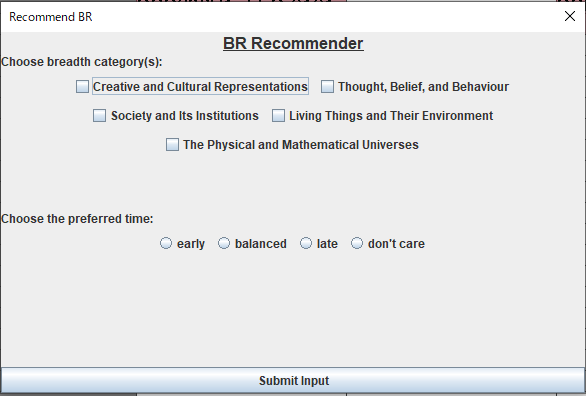 Recommend BR
BR Recommender
Choose breadth category(s):
Creative and Cultural Representations Thought, Belief, and Behaviour
Society and Its Institutions Living Things and Their Environment
The Physical and Mathematical Universes
Choose the preferred time:
early balanced late don't care
Submit Input